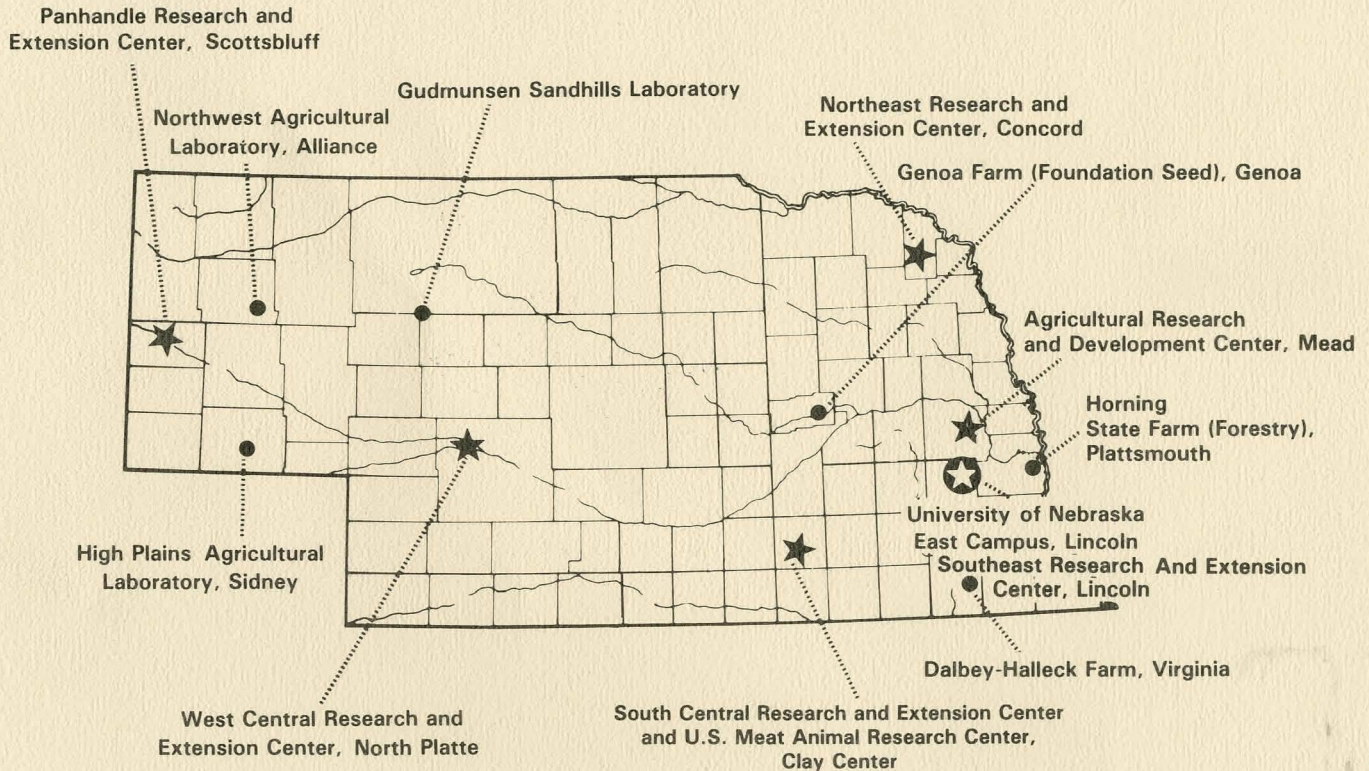 Panhandle Research and
Extension Center, Scottsbluff
Gudmunsen Sandhills Laboratory
Northwest Agricultural
Laboratory, Alliance
Northeast Research and
Extension Center, Concord
Genoa Farm (Foundation Seed), Genoa
Agricultural Research
and Development Center, Mead
Horning
State Farm (Forestry),
Plattsmouth
University of Nebraska
East Campus, Lincoln
Southeast Research And Extension
Center, Lincoln
High Plains Agricultural
Laboratory, Sidney
Dalbey-Halleck Farm, Virginia
West Central Research and
Extension Center, North Platte
South Central Research and Extension Center
and U.S. Meat Animal Research Center,
Clay Center